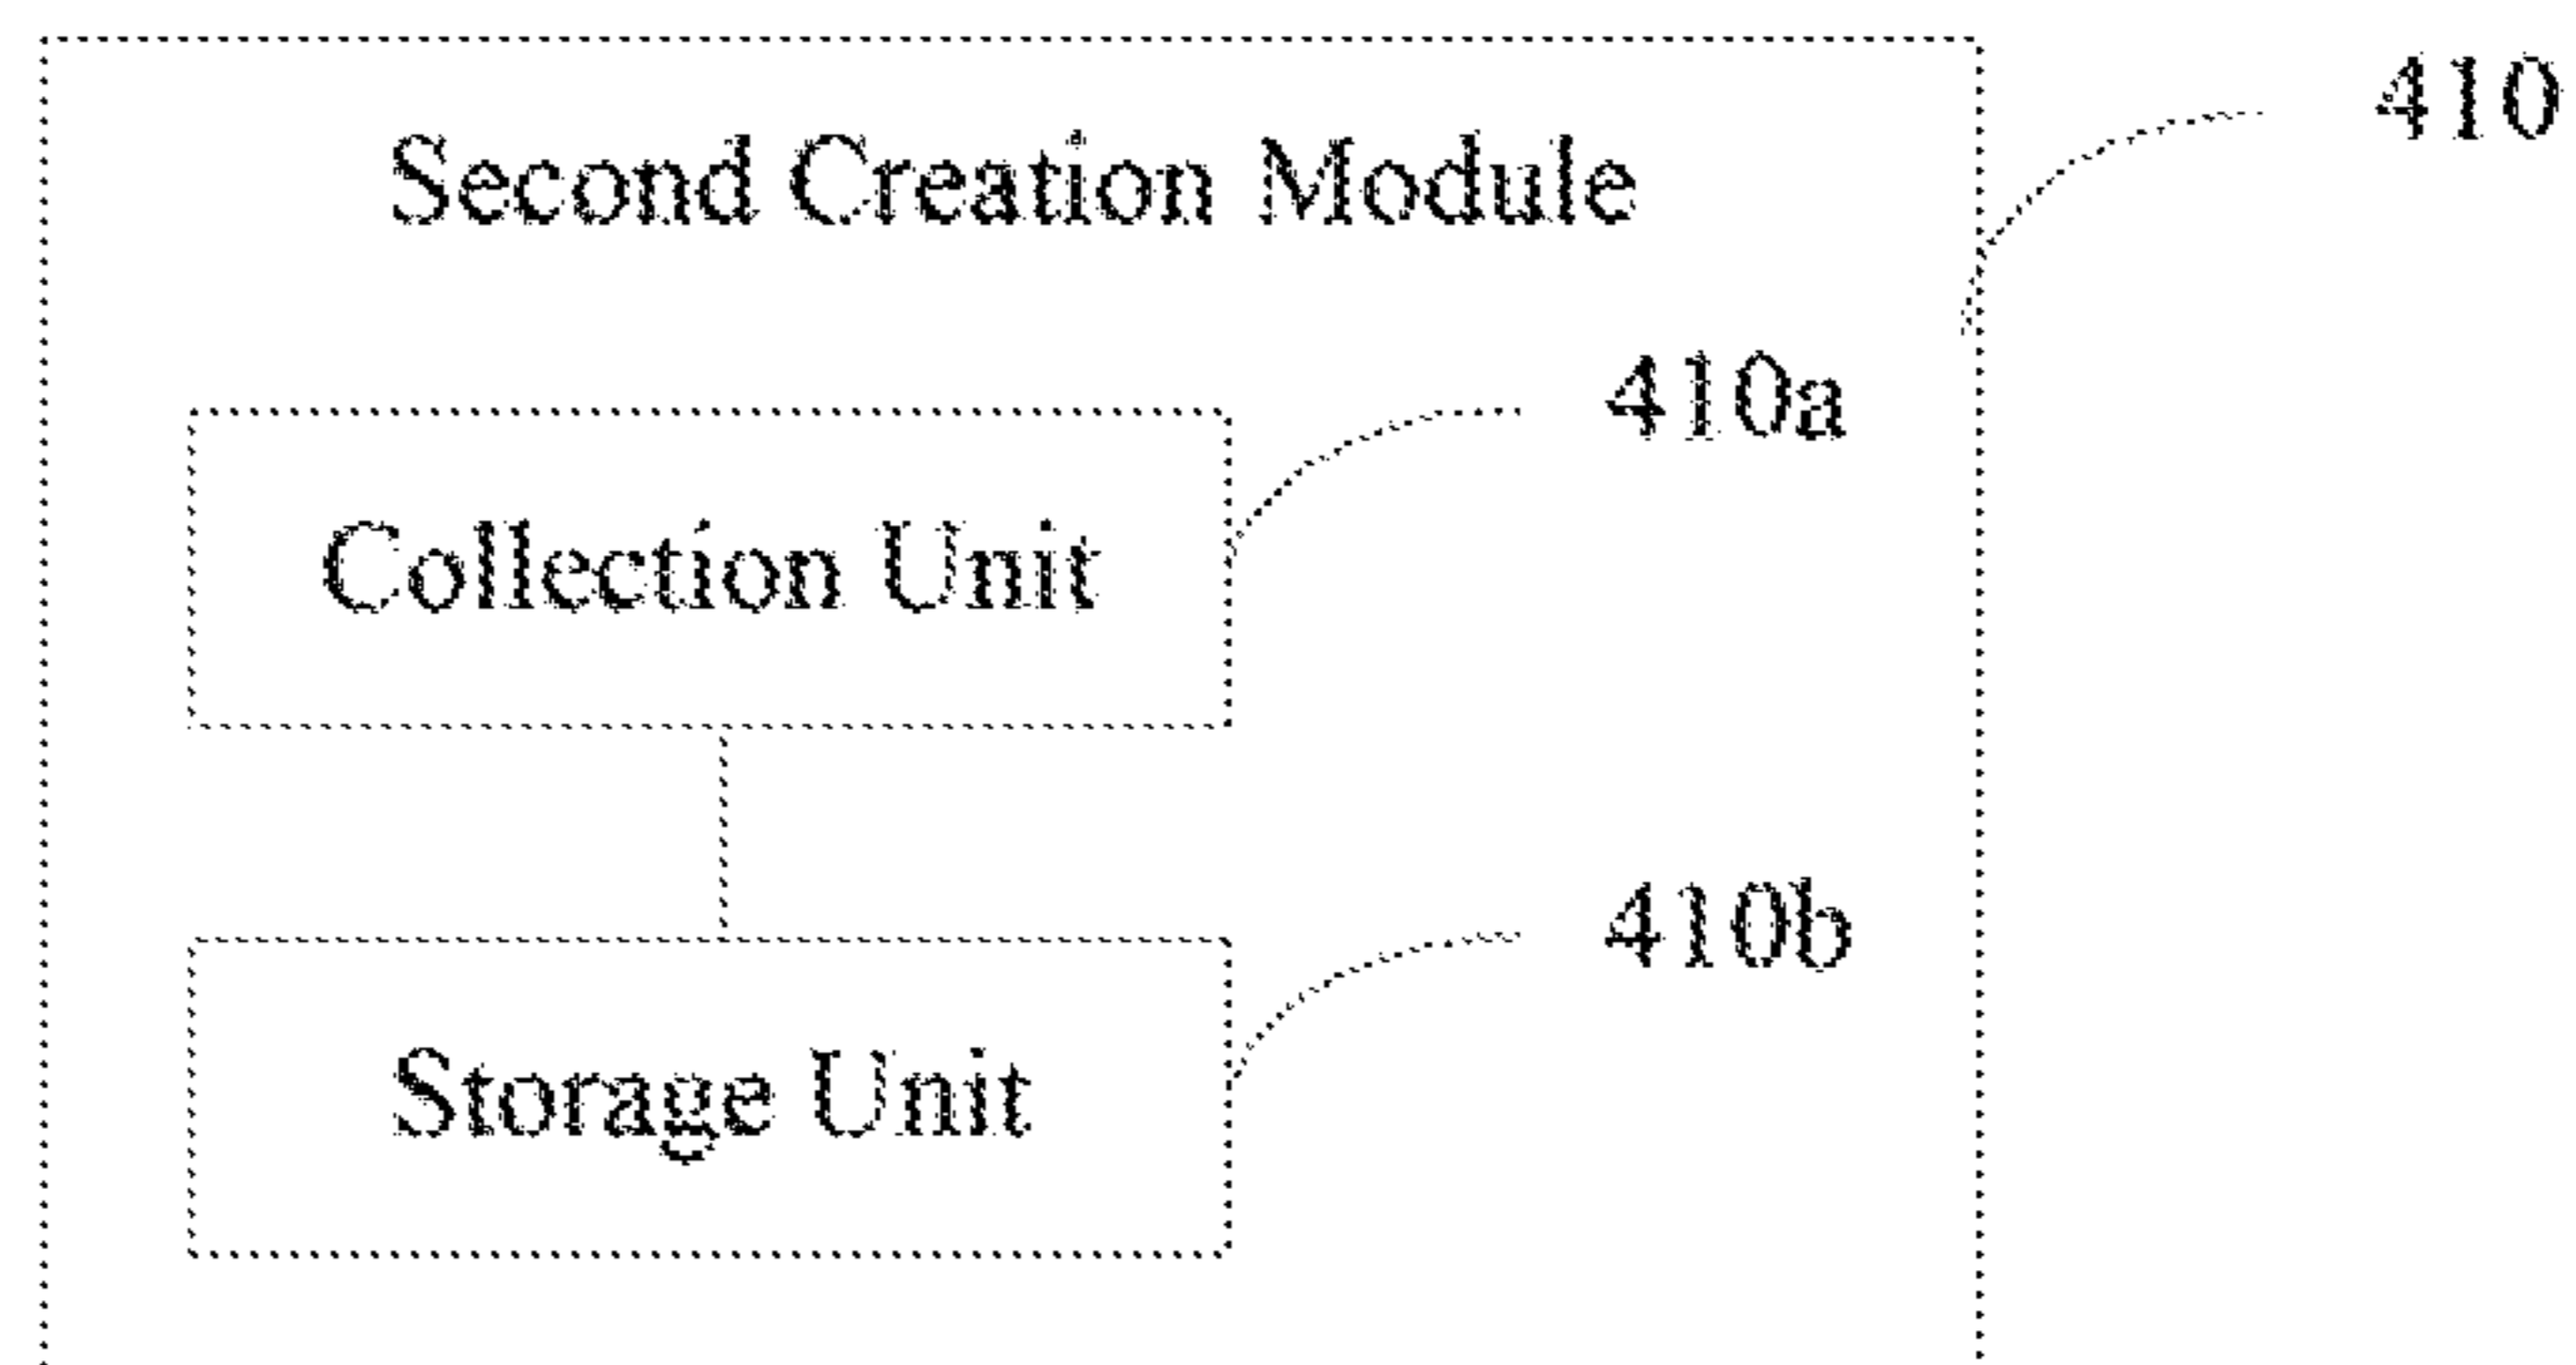 410
Second Creation Module
410a
Collection Unit
410b
Storage Unit